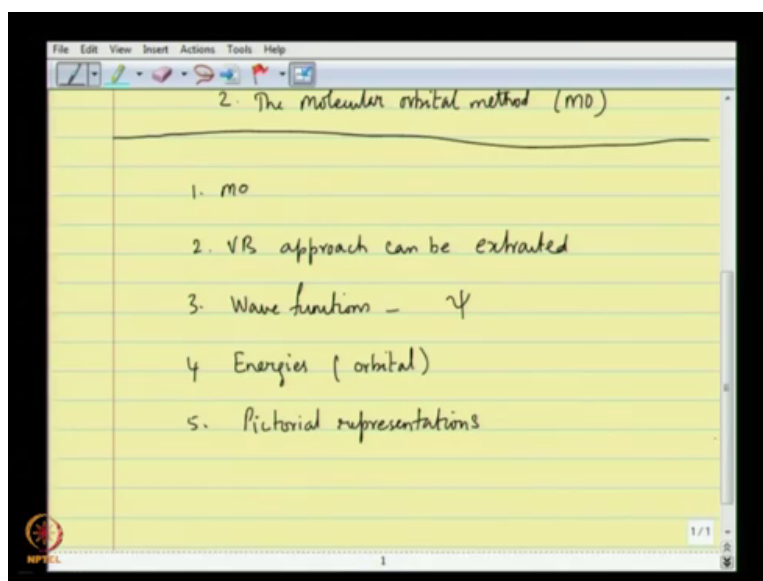 File Edit View Insert Actions Tools Help
2. The molecular orbital method (MO)
1. MO
2. VB approach can be extracted
3. Wave functions - ψ
4 Energies (orbital)
5. Pictorial representations
1/1
NPTEL
1